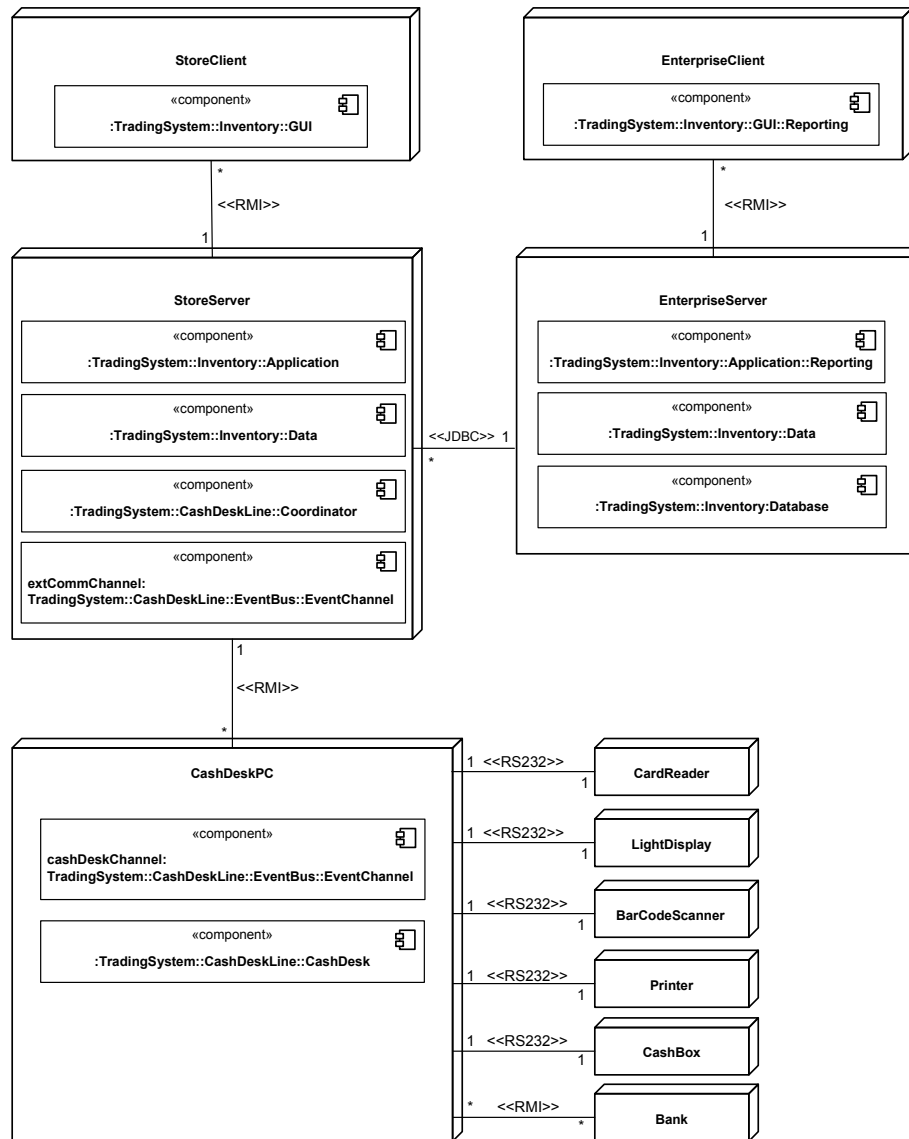 StoreClient
«component»
:TradingSystem::Inventory::GUI
EnterpriseClient
«component»
:TradingSystem::Inventory::GUI::Reporting
*
<<RMI>>
1
*
<<RMI>>
1
StoreServer
«component»
:TradingSystem::Inventory::Application
«component»
:TradingSystem::Inventory::Data
«component»
:TradingSystem::CashDeskLine::Coordinator
«component»
extCommChannel:
TradingSystem::CashDeskLine::EventBus::EventChannel
<<JDBC>> 1
*
EnterpriseServer
«component»
:TradingSystem::Inventory::Application::Reporting
«component»
:TradingSystem::Inventory::Data
«component»
:TradingSystem::Inventory:Database
1
<<RMI>>
*
CashDeskPC
«component»
cashDeskChannel:
TradingSystem::CashDeskLine::EventBus::EventChannel
«component»
:TradingSystem::CashDeskLine::CashDesk
1 <<RS232>>
1
CardReader
1 <<RS232>>
1
LightDisplay
1 <<RS232>>
1
BarCodeScanner
1 <<RS232>>
1
Printer
1 <<RS232>>
1
CashBox
* <<RMI>>
*
Bank